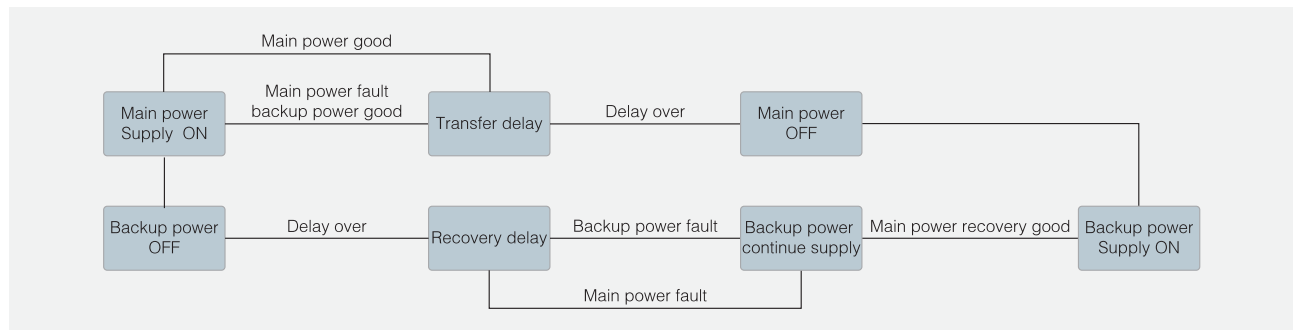 Main power good
Main power fault
backup power good
Main power
Supply ON
Transfer delay
Delay over
Main power
OFF
Backup power
OFF
Delay over
Recovery delay
Backup power fault
Backup power
continue supply
Main power recovery good
Backup power
Supply ON
Main power fault